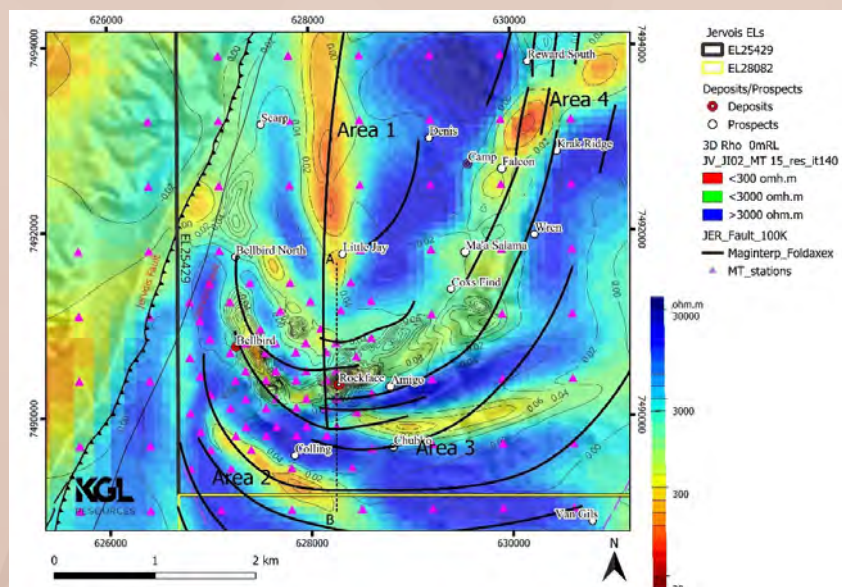 626000
628000
630000
7494000
7494000
Reward South
Scarp
Area 1
Area 4
Denis
Krak Ridge
Camp
Falcon
7492000
7492000
EL25429
Wren
Bellbird North
Little Jay
Ma'a Salama
A
Jervois Fault
Coxs Find
Bellbird
Rockface
Amigo
7490000
7490000
Chubko
Colling
Area 3
Area 2
KGL
RESOURCES
B
Van Gils
626000
628000
630000
0
1
2 km
N
Jervois ELs
EL25429
EL28082
Deposits/Prospects
Deposits
Prospects
3D Rho 0mRL
JV_JI02_MT 15_res_it140
<300 omh.m
<3000 omh.m
>3000 ohm.m
JER_Fault_100K
Maginterp_Foldaxex
MT_stations
ohm.m
30000
3000
300